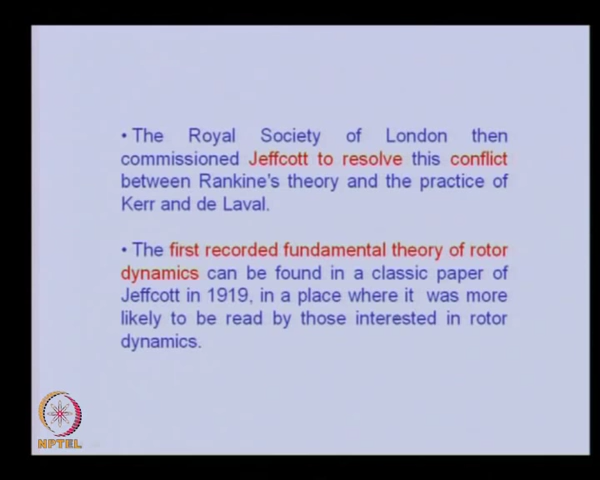 • The Royal Society of London then
commissioned Jeffcott to resolve this conflict
between Rankine's theory and the practice of
Kerr and de Laval.
• The first recorded fundamental theory of rotor
dynamics can be found in a classic paper of
Jeffcott in 1919, in a place where it was more
likely to be read by those interested in rotor
dynamics.
NPTEL